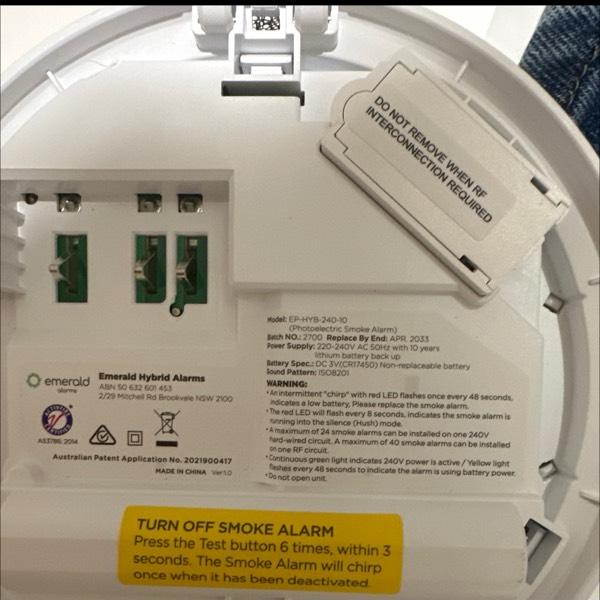 DO NOT REMOVE WHEN RF
INTERCONNECTION REQUIRED
Model: EP-HYB-240-10
(Photoelectric Smoke Alarm)
Batch NO.: 2700 Replace By End: APR. 2033
Power Supply: 220-240V AC 50Hz with 10 years
lithium battery back up
Battery Spec.: DC 3V(CR17450) Non-replaceable battery
Sound Pattern: ISO8201
WARNING:
• An intermittent "chirp" with red LED flashes once every 48 seconds,
indicates a low battery, Please replace the smoke alarm.
• The red LED will flash every 8 seconds, indicates the smoke alarm is
running into the silence (Hush) mode.
• A maximum of 24 smoke alarms can be installed on one 240V
hard-wired circuit. A maximum of 40 smoke alarms can be installed
on one RF circuit.
• Continuous green light indicates 240V power is active / Yellow light
flashes every 48 seconds to indicate the alarm is using battery power.
• Do not open unit.
emerald
alarms
Emerald Hybrid Alarms
ABN 50 632 601 453
2/29 Mitchell Rd Brookvale NSW 2100
AS3786: 2014
Australian Patent Application No. 2021900417
MADE IN CHINA Ver1.0
TURN OFF SMOKE ALARM
Press the Test button 6 times, within 3
seconds. The Smoke Alarm will chirp
once when it has been deactivated.